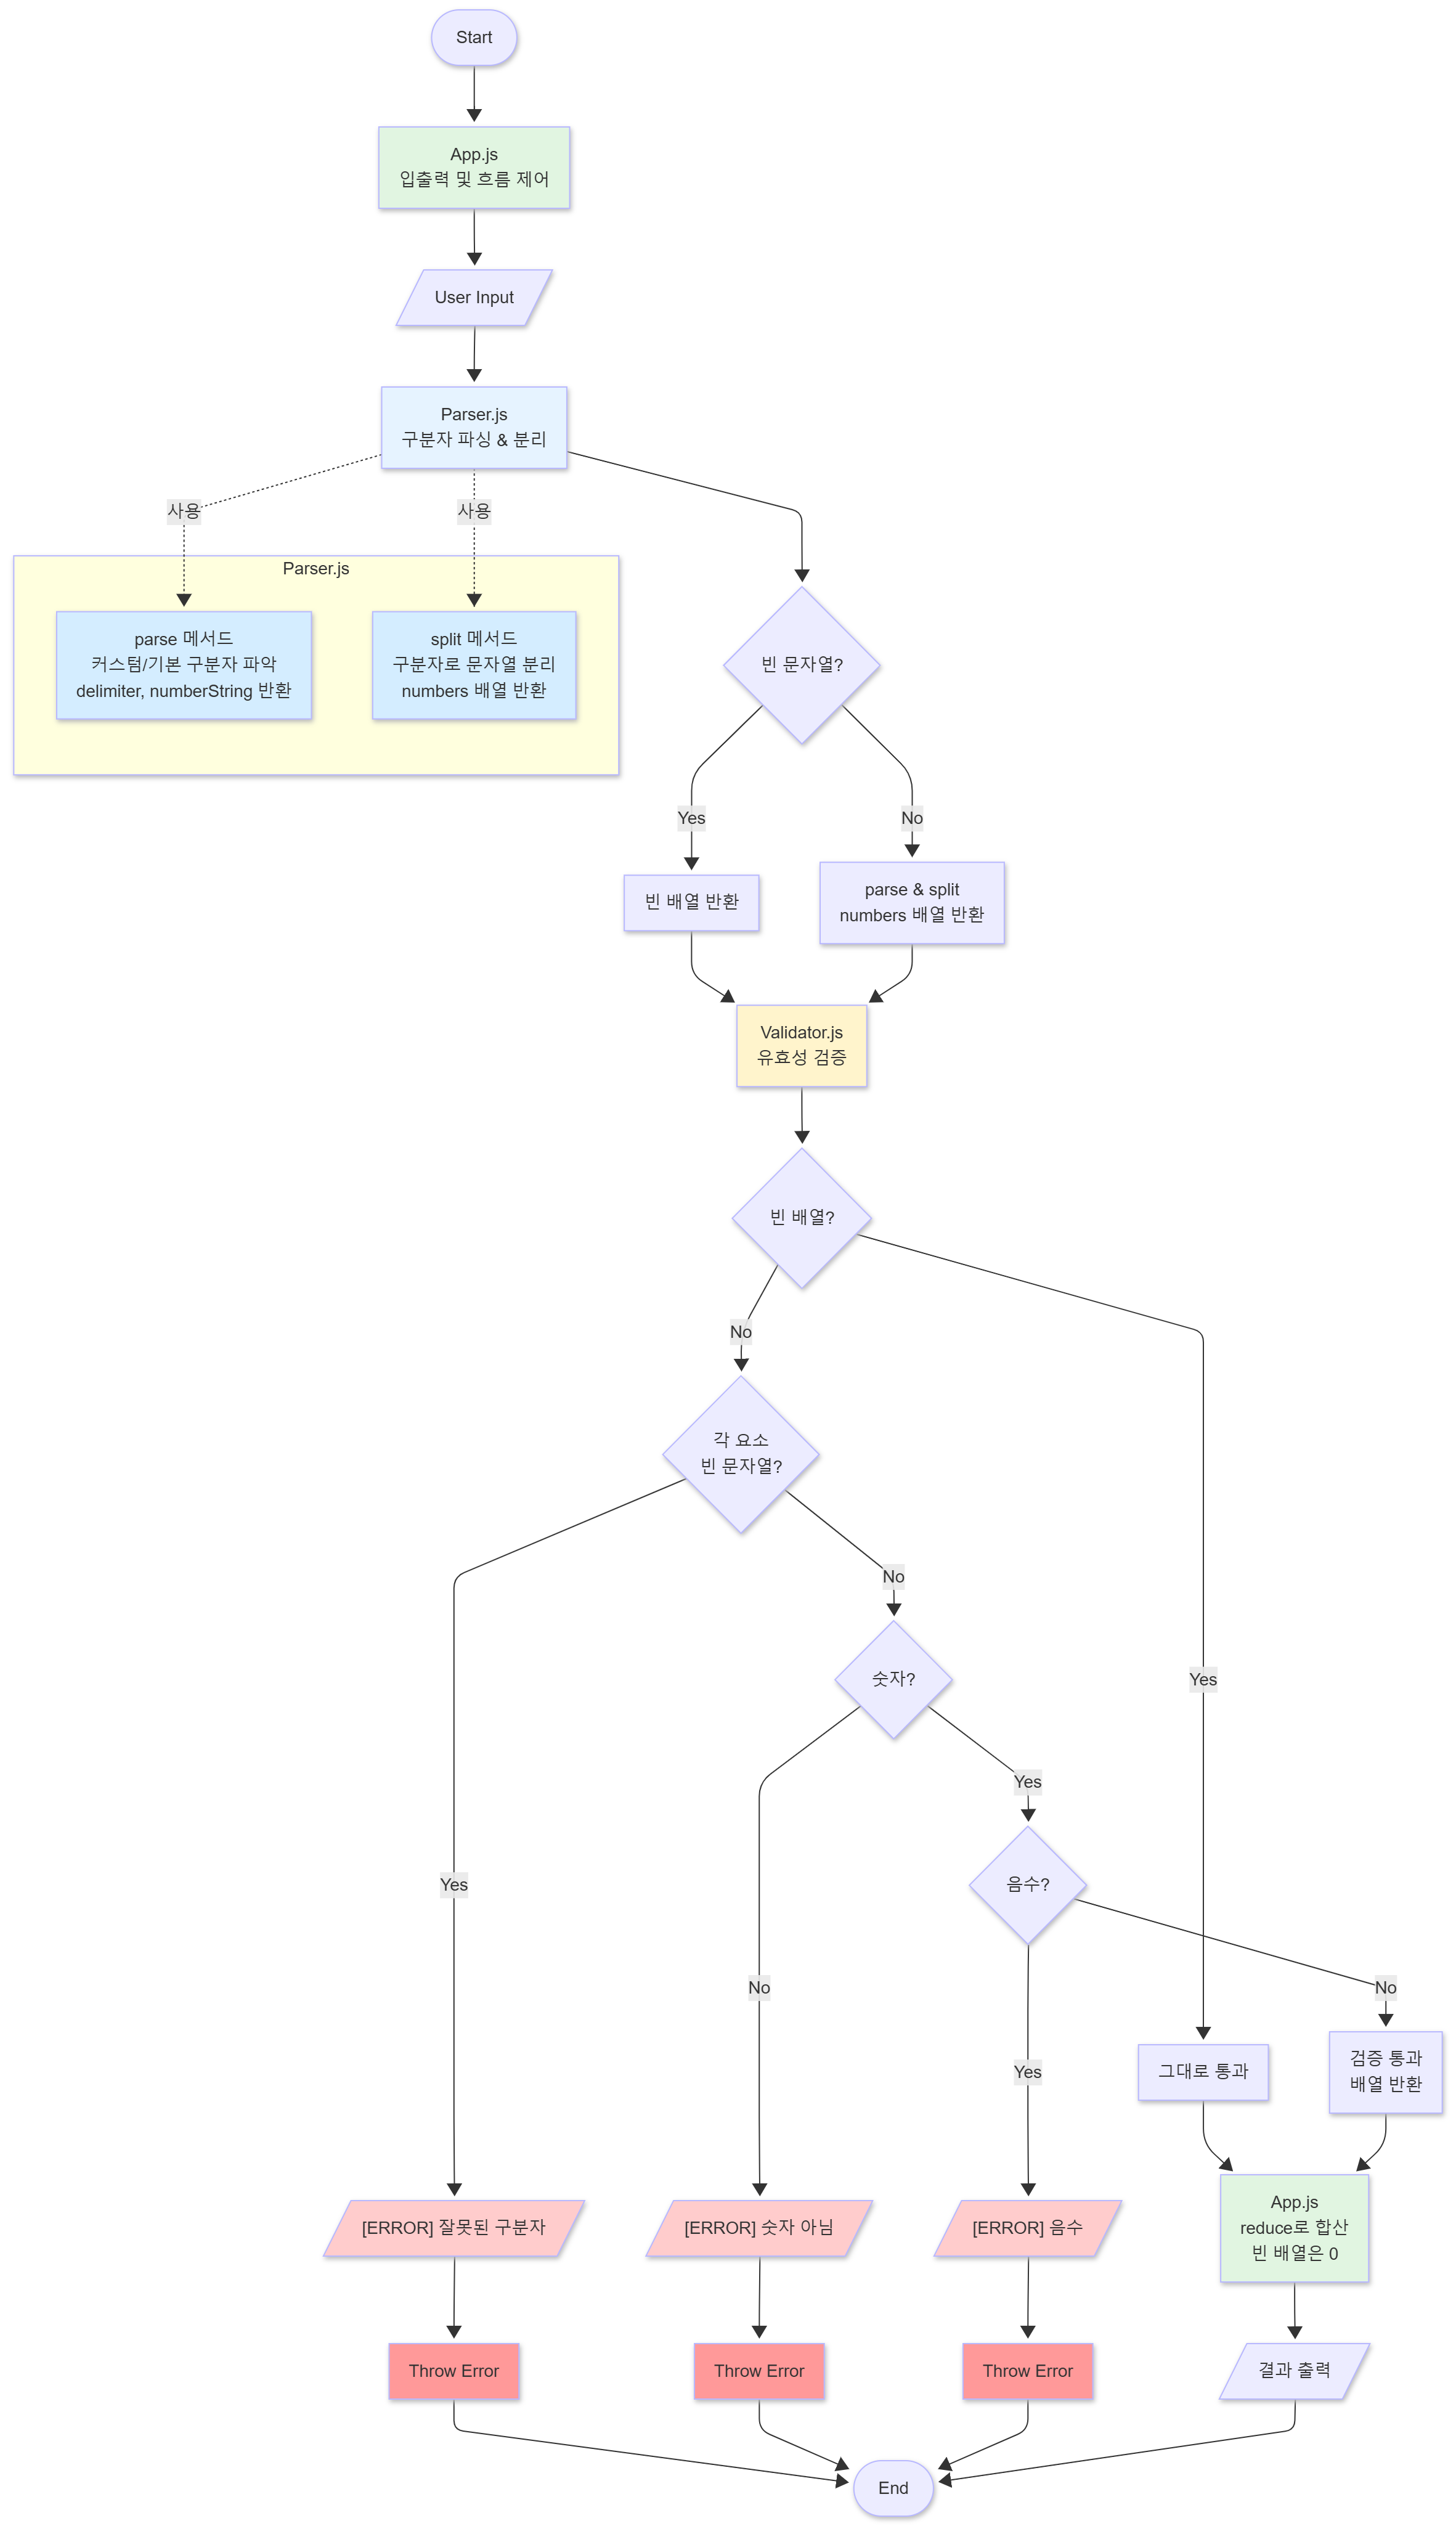 Start
App.js
입출력 및 흐름 제어
User Input
Parser.js
구분자 파싱 & 분리
사용
사용
Parser.js
parse 메서드
커스텀/기본 구분자 파악
delimiter, numberString 반환
split 메서드
구분자로 문자열 분리
numbers 배열 반환
빈 문자열?
Yes
No
빈 배열 반환
parse & split
numbers 배열 반환
Validator.js
유효성 검증
빈 배열?
No
각 요소
빈 문자열?
No
숫자?
Yes
Yes
음수?
Yes
No
No
Yes
그대로 통과
검증 통과
배열 반환
[ERROR] 잘못된 구분자
[ERROR] 숫자 아님
[ERROR] 음수
App.js
reduce로 합산
빈 배열은 0
Throw Error
Throw Error
Throw Error
결과 출력
End